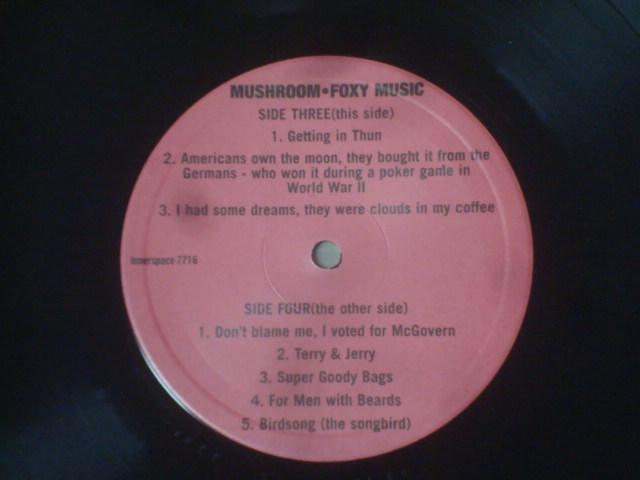 MUSHROOM•FOXY MUSIC
SIDE THREE(this side)
1. Getting in Thun
2. Americans own the moon, they bought it from the
Germans - who won it during a poker game in
World War II
3. I had some dreams, they were clouds in my coffee
Innerspace 7716
SIDE FOUR(the other side)
1. Don't blame me, I voted for McGovern
2. Terry & Jerry
3. Super Goody Bags
4. For Men with Beards
5. Birdsong (the songbird)